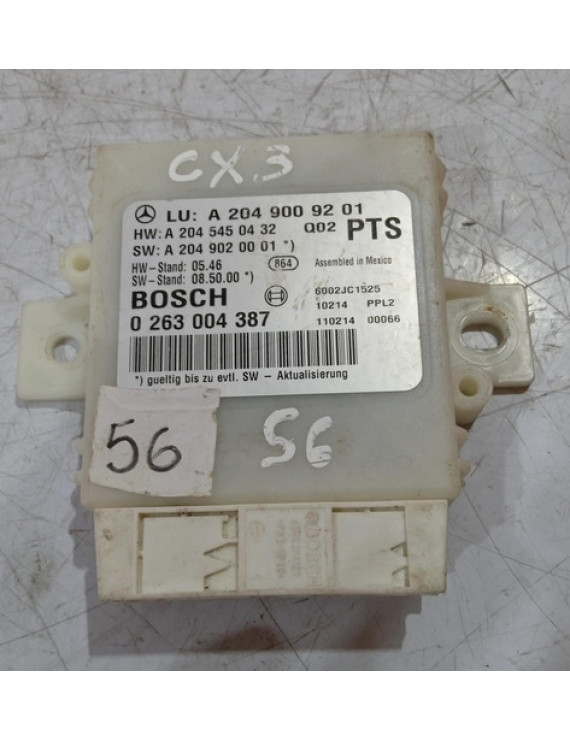 CX3
LU: A 204 900 92 01
HW: A 204 545 04 32 Q02 PTS
SW: A 204 902 00 01 *)
HW-Stand: 05.46 864 Assembled in Mexico
SW-Stand: 08.50.00 *)
BOSCH 6002JC1525
0 263 004 387 10214 PPL2
110214 00066
*) gueltig bis zu evtl. SW - Aktualisierung
56 56